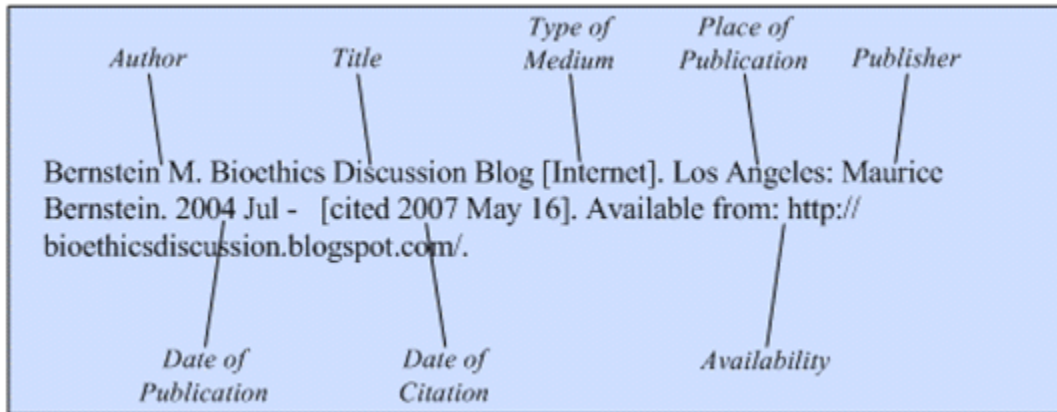 Author Title Type of Medium Place of Publication Publisher
Bernstein M. Bioethics Discussion Blog [Internet]. Los Angeles: Maurice
Bernstein. 2004 Jul -   [cited 2007 May 16]. Available from: http://
bioethicsdiscussion.blogspot.com/.
Date of Publication Date of Citation Availability